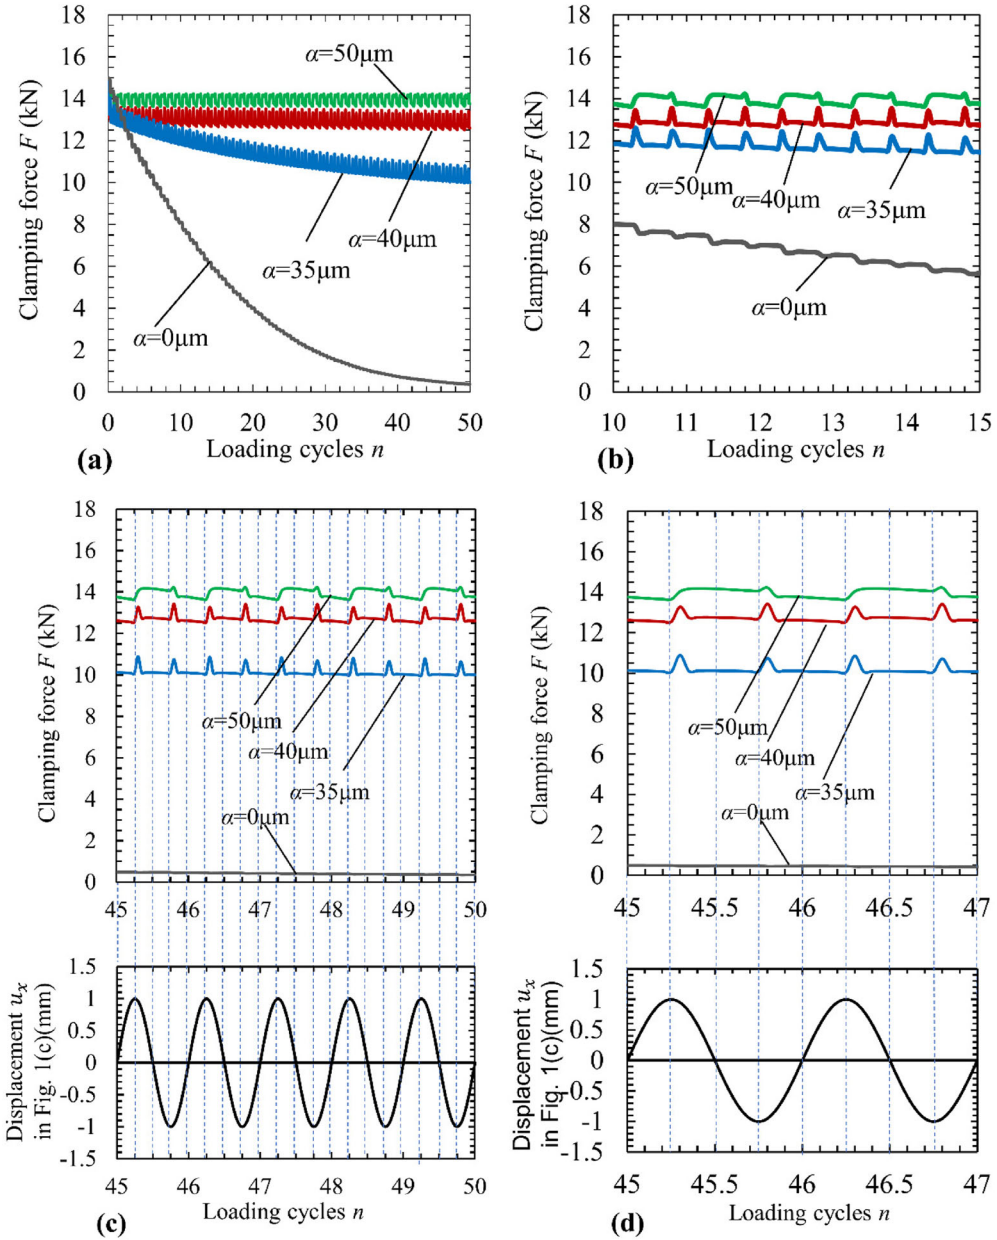 18
16
14
12
10
8
6
4
2
0
Clamping force F (kN)
α=50μm
α=40μm
α=35μm
α=0μm
0 10 20 30 40 50
Loading cycles n
(a)
18
16
14
12
10
8
6
4
2
0
Clamping force F (kN)
α=50μm
α=40μm
α=35μm
α=0μm
10 11 12 13 14 15
Loading cycles n
(b)
18
16
14
12
10
8
6
4
2
0
Clamping force F (kN)
α=50μm
α=40μm
α=35μm
α=0μm
45 46 47 48 49 50
1.5
1
0.5
0
-0.5
-1
-1.5
Displacement uₓ
in Fig. 1(c)(mm)
45 46 47 48 49 50
Loading cycles n
(c)
18
16
14
12
10
8
6
4
2
0
Clamping force F (kN)
α=50μm
α=40μm
α=35μm
α=0μm
45 45.5 46 46.5 47
1.5
1
0.5
0
-0.5
-1
-1.5
Displacement uₓ
in Fig. 1(c)(mm)
45 45.5 46 46.5 47
Loading cycles n
(d)